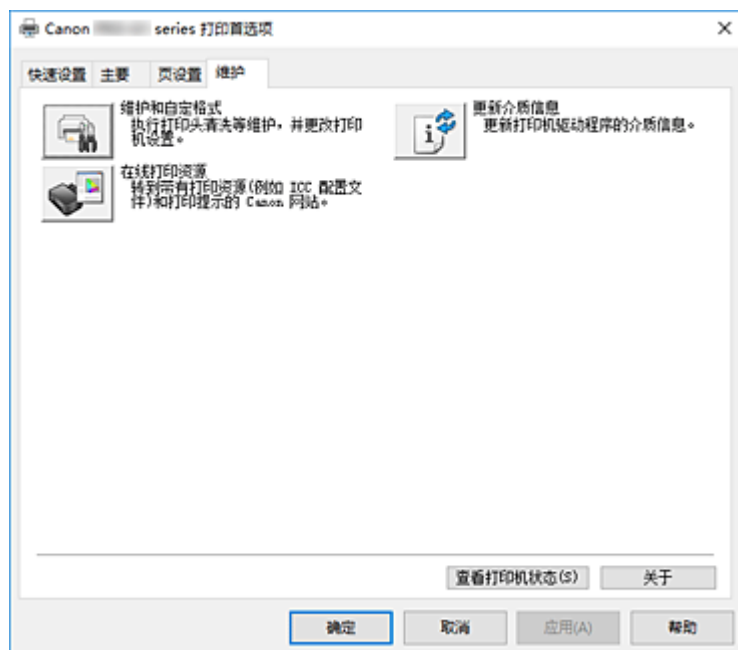 Canon series 打印首选项
快速设置 主要 页设置 维护
维护和自定格式
执行打印头清洗等维护，并更改打印
机设置。
更新介质信息
更新打印机驱动程序的介质信息。
在线打印资源
转到带有打印资源(例如 ICC 配置文
件)和打印提示的 Canon 网站。
查看打印机状态(S) 关于
确定 取消 应用(A) 帮助